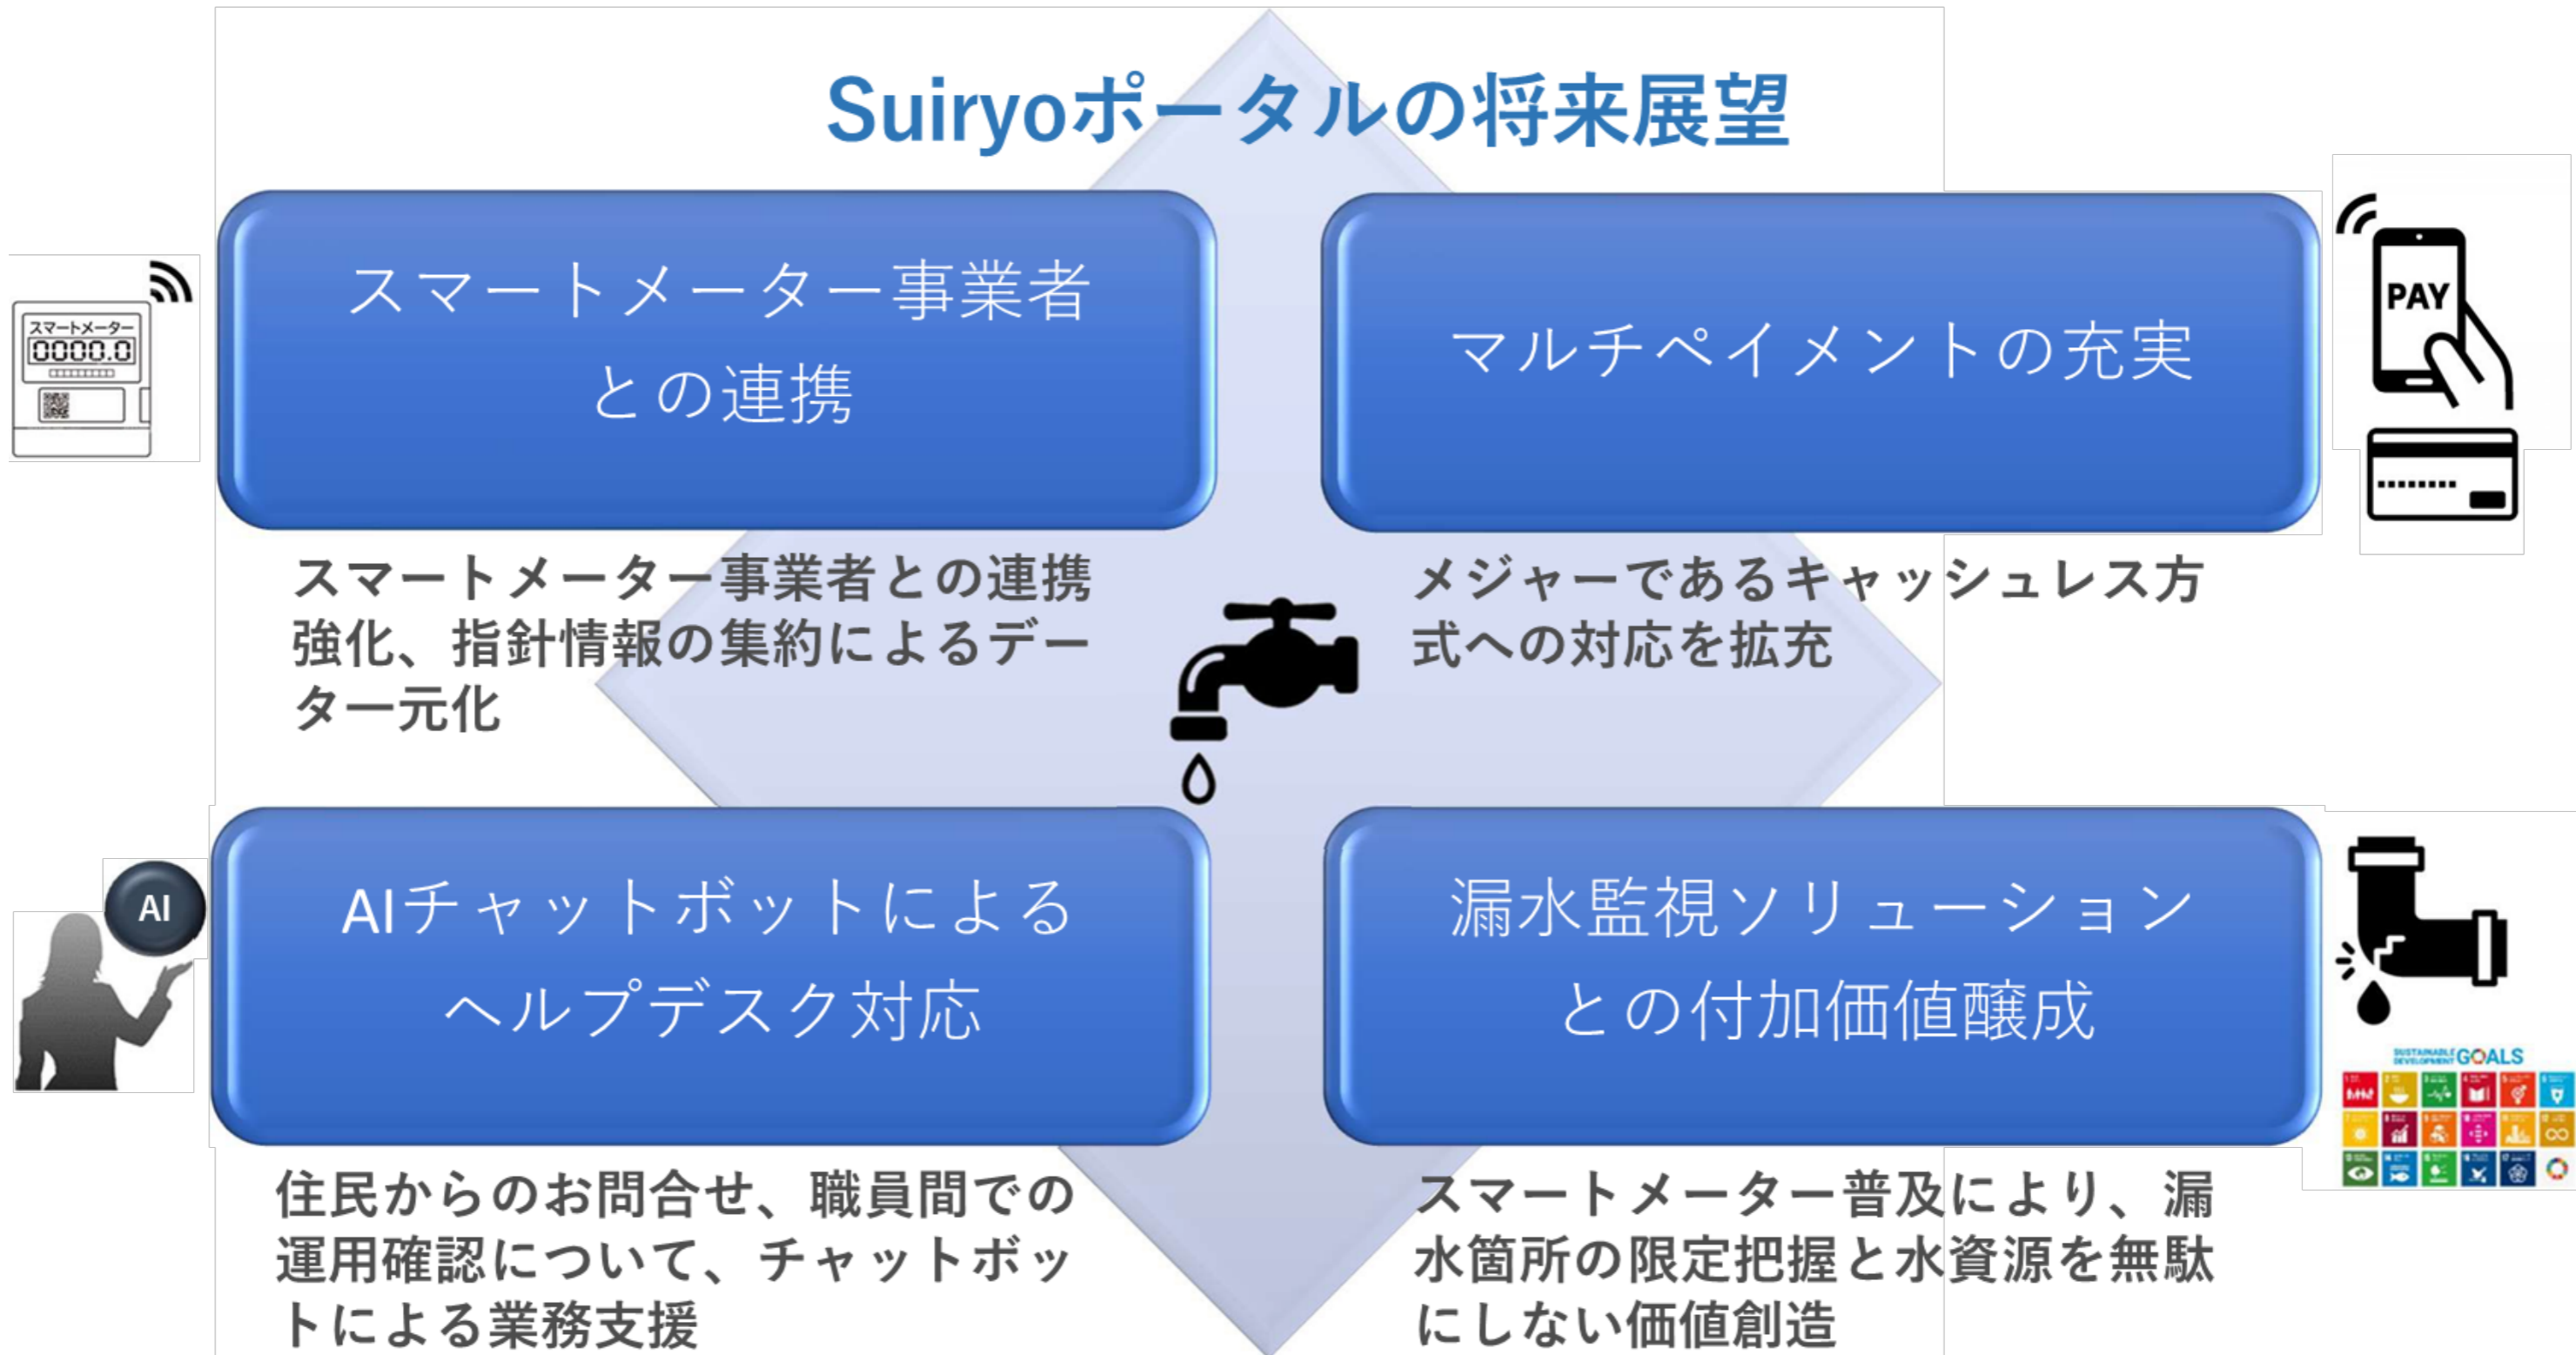 Suiryoポータルの将来展望
スマートメーター事業者
との連携
マルチペイメントの充実
スマートメーター
0000.0
PAY
スマートメーター事業者との連携
強化、指針情報の集約によるデー
ター元化
メジャーであるキャッシュレス方
式への対応を拡充
AI
AIチャットボットによる
ヘルプデスク対応
漏水監視ソリューション
との付加価値醸成
SUSTAINABLE
DEVELOPMENT GOALS
住民からのお問合せ、職員間での
運用確認について、チャットボッ
トによる業務支援
スマートメーター普及により、漏
水箇所の限定把握と水資源を無駄
にしない価値創造